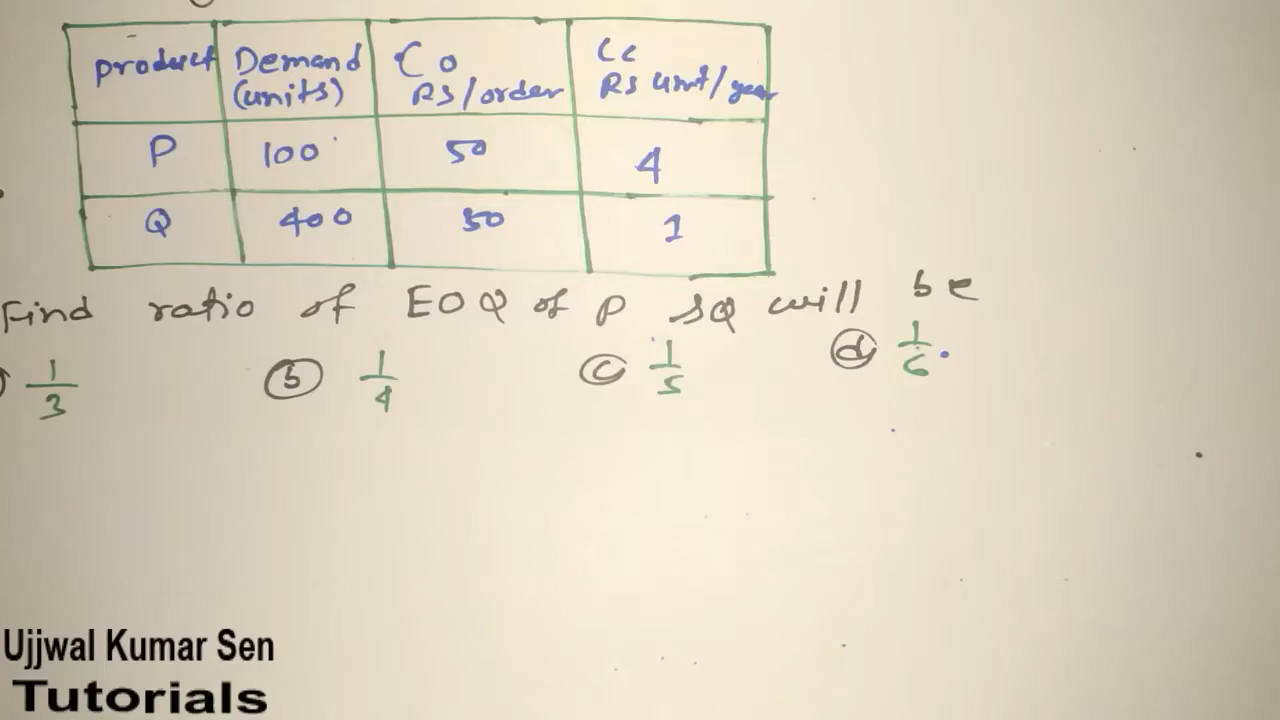 product Demand (units) Co RS/order Cc RS unit/year
P 100 50 4
Q 400 50 1
Find ratio of EOQ of P &Q will be
1/3 (b) 1/4 (c) 1/5 (d) 1/6.
Ujjwal Kumar Sen
Tutorials